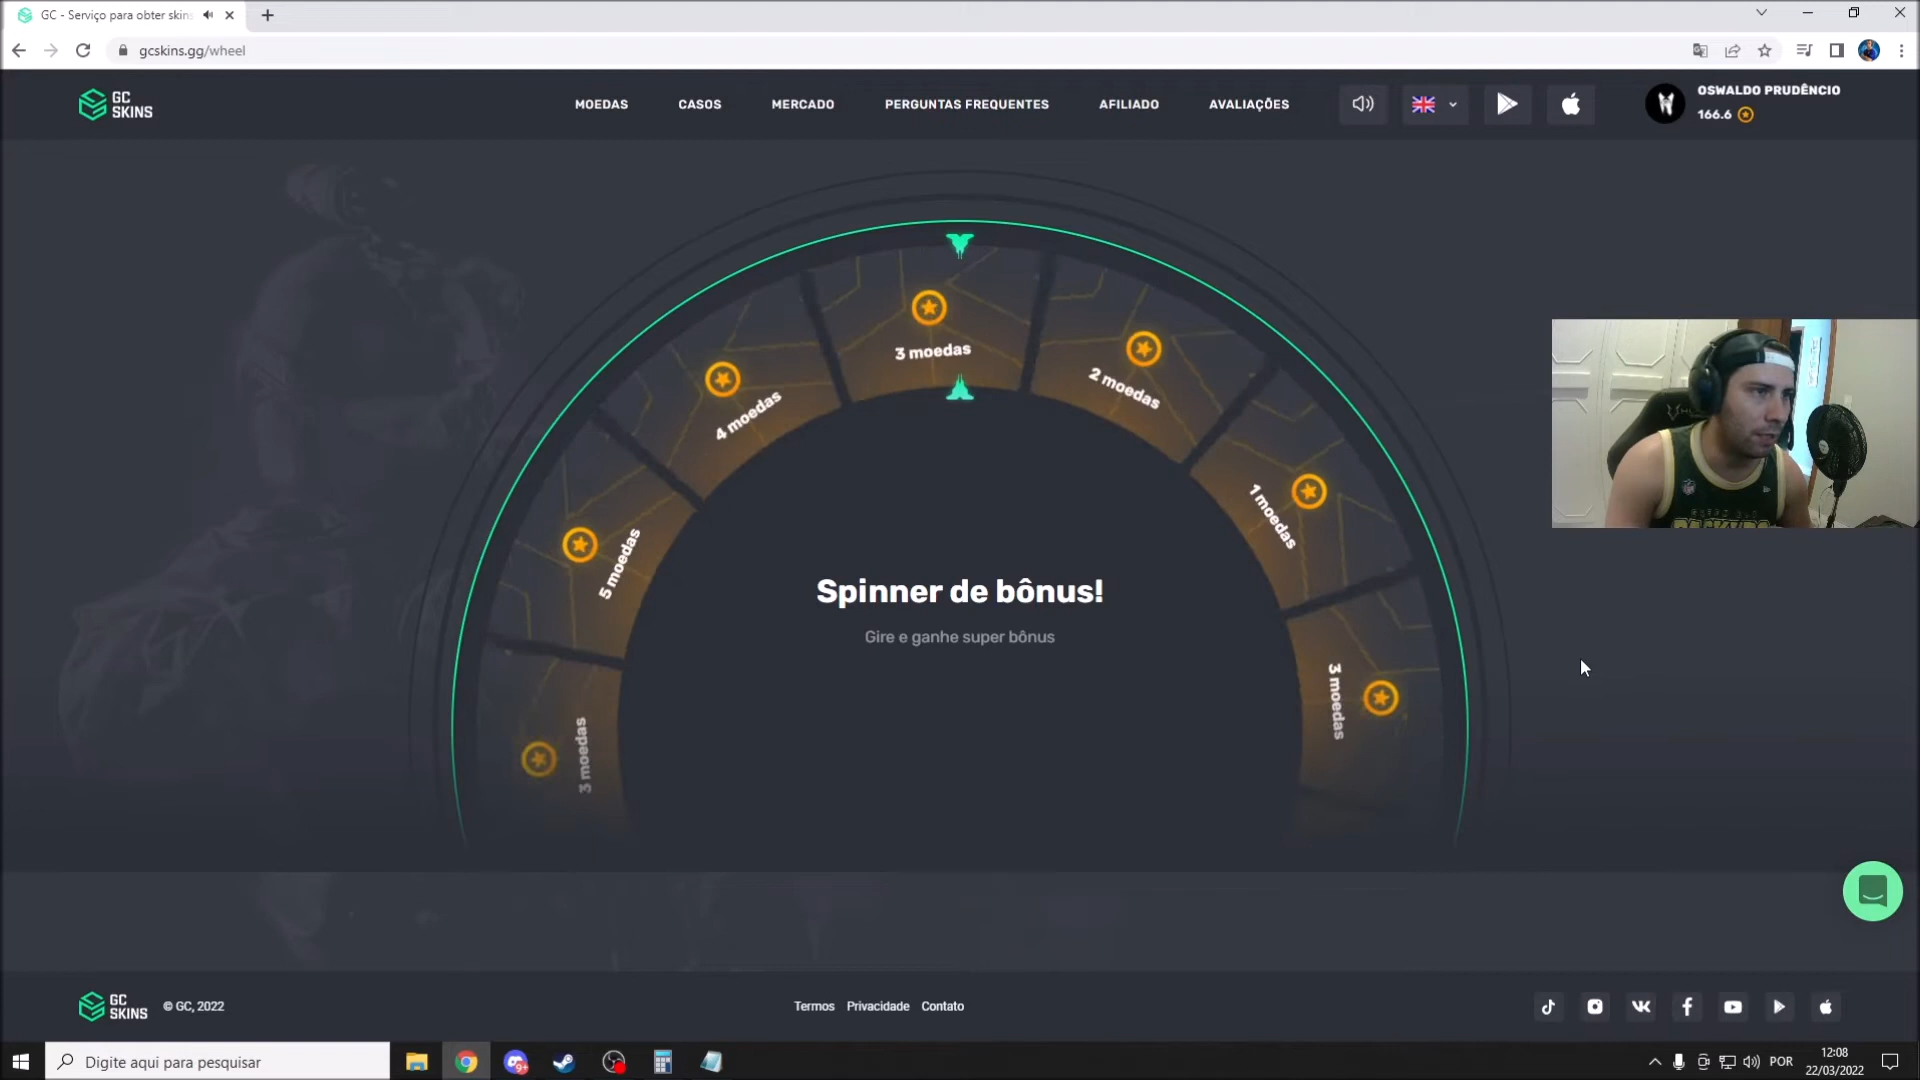 GC - Serviço para obter skins
gcskins.gg/wheel
GC SKINS
MOEDAS
CASOS
MERCADO
PERGUNTAS FREQUENTES
AFILIADO
AVALIAÇÕES
OSWALDO PRUDÊNCIO
166.6
3 moedas
5 moedas
4 moedas
3 moedas
2 moedas
1 moedas
3 moedas
Spinner de bônus!
Gire e ganhe super bônus
GC SKINS
© GC, 2022
Termos
Privacidade
Contato
Digite aqui para pesquisar
9+
POR
12:08
22/03/2022